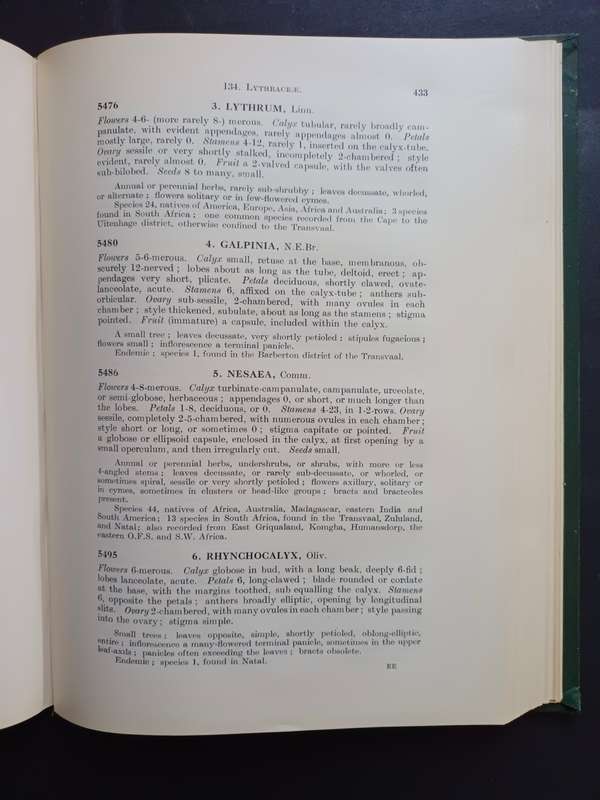 134. Lythraceæ.
433
5476
3. LYTHRUM, Linn.
Flowers 4-6- (more rarely 8-) merous. Calyx tubular, rarely broadly cam-
panulate, with evident appendages, rarely appendages almost 0. Petals
mostly large, rarely 0. Stamens 4-12, rarely 1, inserted on the calyx-tube.
Ovary sessile or very shortly stalked, incompletely 2-chambered; style
evident, rarely almost 0. Fruit a 2-valved capsule, with the valves often
sub-bilobed. Seeds 8 to many, small.
Annual or perennial herbs, rarely sub-shrubby; leaves decussate, whorled,
or alternate; flowers solitary or in few-flowered cymes.
Species 24, natives of America, Europe, Asia, Africa and Australia; 3 species
found in South Africa; one common species recorded from the Cape to the
Uitenhage district, otherwise confined to the Transvaal.
5480
4. GALPINIA, N.E.Br.
Flowers 5-6-merous. Calyx small, retuse at the base, membranous, ob-
scurely 12-nerved; lobes about as long as the tube, deltoid, erect; ap-
pendages very short, plicate. Petals deciduous, shortly clawed, ovate-
lanceolate, acute. Stamens 6, affixed on the calyx-tube; anthers sub-
orbicular. Ovary sub-sessile, 2-chambered, with many ovules in each
chamber; style thickened, subulate, about as long as the stamens; stigma
pointed. Fruit (immature) a capsule, included within the calyx.
A small tree; leaves decussate, very shortly petioled; stipules fugacious;
flowers small; inflorescence a terminal panicle.
Endemic; species 1, found in the Barberton district of the Transvaal.
5486
5. NESAEA, Comm.
Flowers 4-8-merous. Calyx turbinate-campanulate, campanulate, urceolate,
or semi-globose, herbaceous; appendages 0, or short, or much longer than
the lobes. Petals 1-8, deciduous, or 0. Stamens 4-23, in 1-2-rows. Ovary
sessile, completely 2-5-chambered, with numerous ovules in each chamber;
style short or long, or sometimes 0; stigma capitate or pointed. Fruit
a globose or ellipsoid capsule, enclosed in the calyx, at first opening by a
small operculum, and then irregularly cut. Seeds small.
Annual or perennial herbs, undershrubs, or shrubs, with more or less
4-angled stems; leaves decussate, or rarely sub-decussate, or whorled, or
sometimes spiral, sessile or very shortly petioled; flowers axillary, solitary or
in cymes, sometimes in clusters or head-like groups; bracts and bracteoles
present.
Species 44, natives of Africa, Australia, Madagascar, eastern India and
South America; 13 species in South Africa, found in the Transvaal, Zululand,
and Natal; also recorded from East Griqualand, Komgha, Humansdorp, the
eastern O.F.S. and S.W. Africa.
5495
6. RHYNCHOCALYX, Oliv.
Flowers 6-merous. Calyx globose in bud, with a long beak, deeply 6-fid;
lobes lanceolate, acute. Petals 6, long-clawed; blade rounded or cordate
at the base, with the margins toothed, sub equalling the calyx. Stamens
6, opposite the petals; anthers broadly elliptic, opening by longitudinal
slits. Ovary 2-chambered, with many ovules in each chamber; style passing
into the ovary; stigma simple.
Small trees; leaves opposite, simple, shortly petioled, oblong-elliptic,
entire; inflorescence a many-flowered terminal panicle, sometimes in the upper
leaf-axils; panicles often exceeding the leaves; bracts obsolete.
Endemic; species 1, found in Natal.
EE